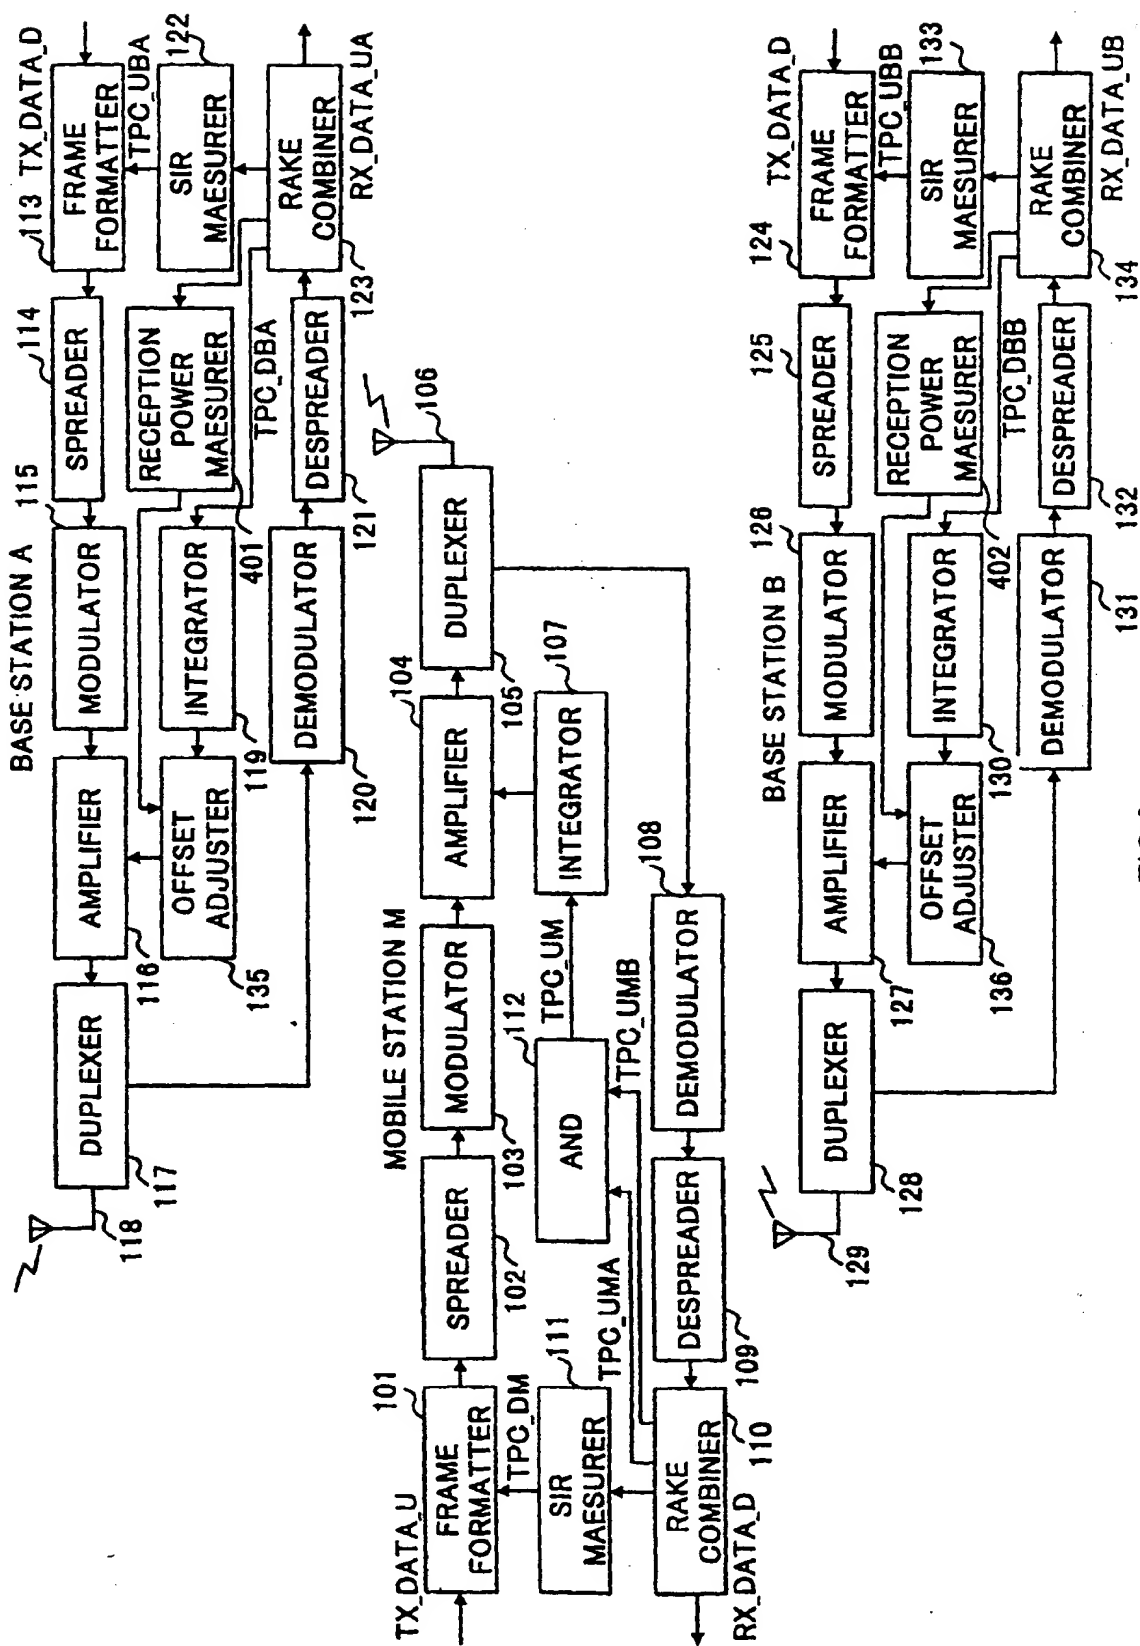 BASE STATION A
TX_DATA_D
113
FRAME
FORMATTER
114
SPREADER
115
MODULATOR
AMPLIFIER
116
DUPLEXER
117
118
TPC_UBA
122
SIR
MAESURER
RECEPTION
POWER
MAESURER
401
INTEGRATOR
119
OFFSET
ADJUSTER
135
TPC_DBA
RAKE
COMBINER
123
RX_DATA_UA
DESPREADER
121
DEMODULATOR
120
MOBILE STATION M
TX_DATA_U
101
FRAME
FORMATTER
SPREADER
102
MODULATOR
103
104
AMPLIFIER
DUPLEXER
105
106
TPC_DM
111
SIR
MAESURER
TPC_UMA
112
AND
TPC_UMB
TPC_UM
INTEGRATOR
107
RAKE
COMBINER
110
RX_DATA_D
DESPREADER
109
108
DEMODULATOR
BASE STATION B
TX_DATA_D
124
FRAME
FORMATTER
125
SPREADER
126
MODULATOR
AMPLIFIER
127
DUPLEXER
128
129
TPC_UBB
133
SIR
MAESURER
RECEPTION
POWER
MAESURER
402
INTEGRATOR
130
OFFSET
ADJUSTER
136
TPC_DBB
RAKE
COMBINER
134
RX_DATA_UB
DESPREADER
132
DEMODULATOR
131